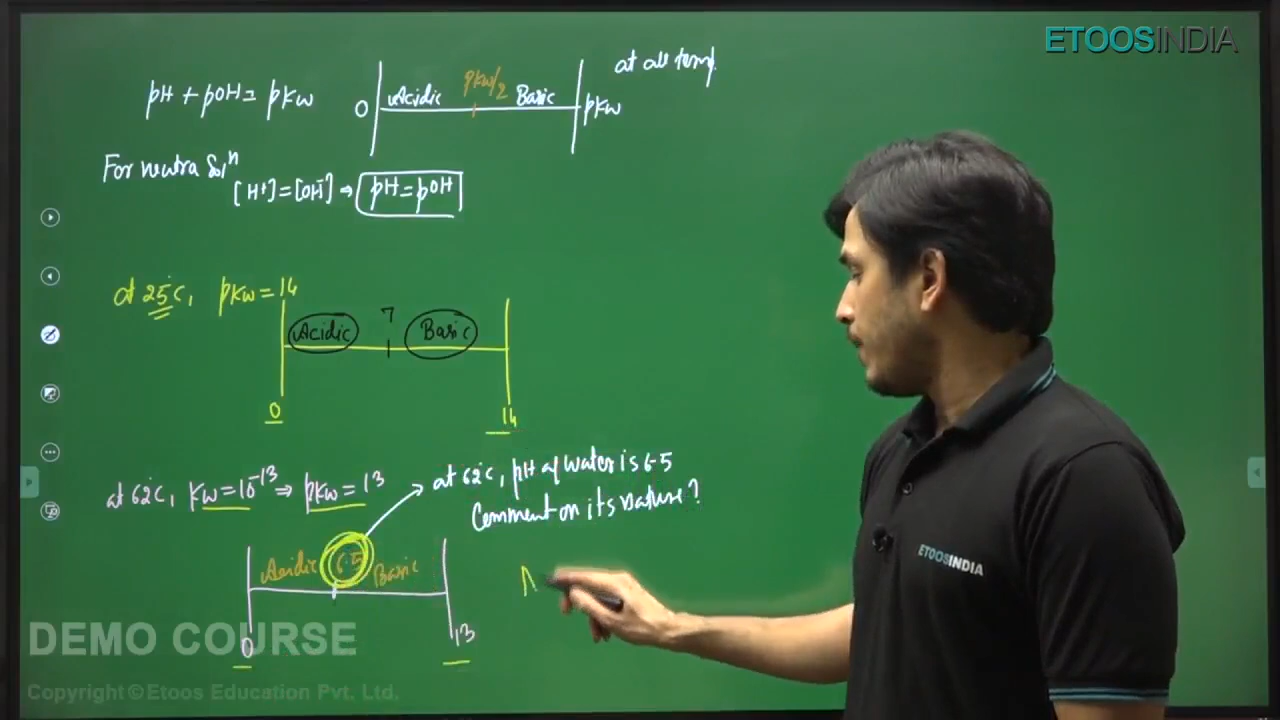 ETOOSINDIA
at all temp.
pH + pOH = pKw
0 Acidic pKw/2 Basic pKw
For neutra Solⁿ
[H⁺] = [OH⁻] ⇒ pH = pOH
at 25°C, pKw = 14
Acidic 7 Basic
0 14
at 62°C, Kw = 10⁻¹³ ⇒ pKw = 13
at 62°C, pH of water is 6.5
Comment on its nature?
Acidic 6.5 Basic
N
0 13
ETOOSINDIA
DEMO COURSE
Copyright © Etoos Education Pvt. Ltd.